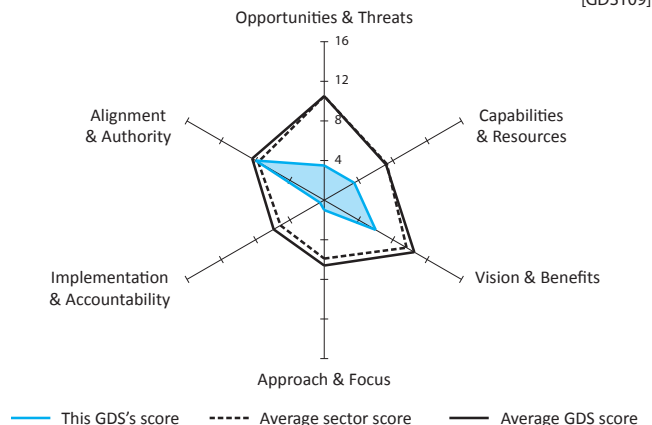 [GDS109]
Opportunities & Threats
16
12
8
4
Alignment
& Authority
Capabilities
& Resources
Implementation
& Accountability
Vision & Benefits
Approach & Focus
This GDS's score
Average sector score
Average GDS score